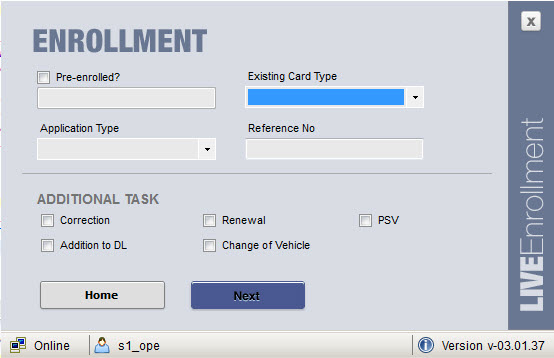 ENROLLMENT
x
Pre-enrolled?
Existing Card Type
Application Type
Reference No
ADDITIONAL TASK
Correction
Renewal
PSV
Addition to DL
Change of Vehicle
Home
Next
LIVEEnrollment
Online
s1_ope
Version v-03.01.37